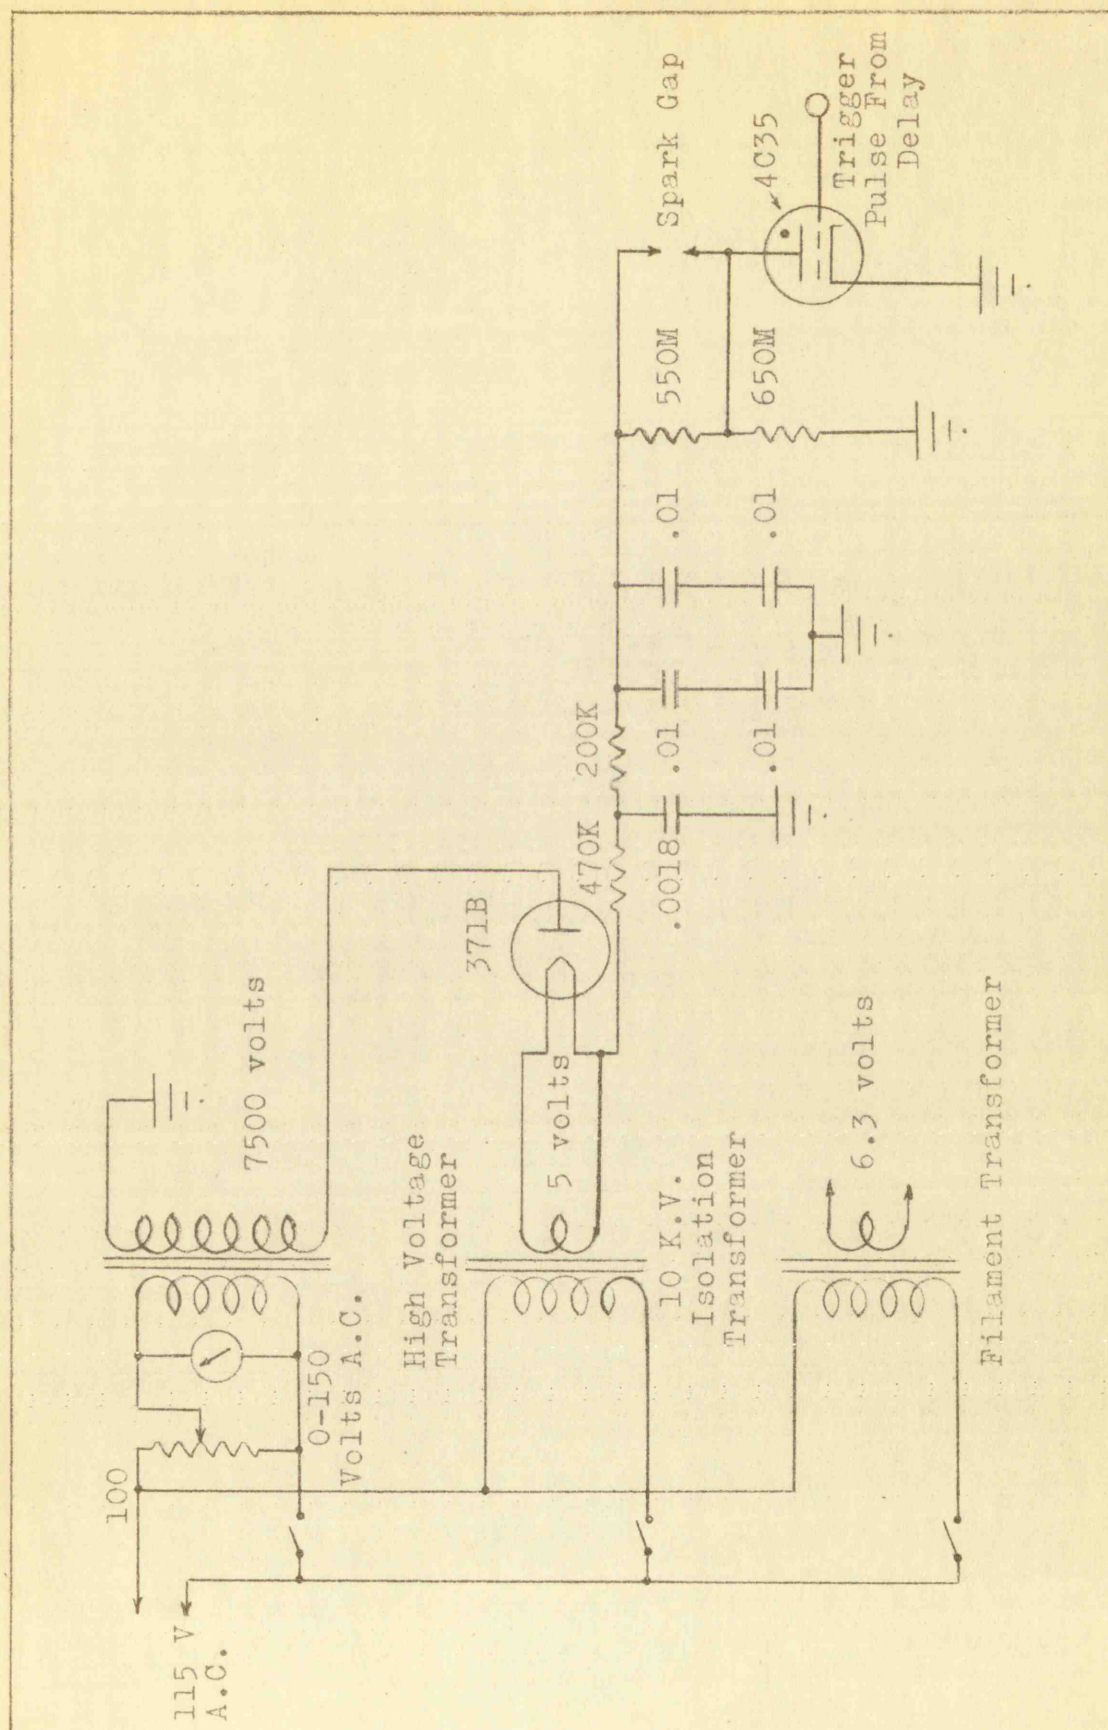 115 V
A.C.
100
0-150
Volts A.C.
7500 volts
High Voltage
Transformer
371B
5 volts
10 K.V.
Isolation
Transformer
6.3 volts
Filament Transformer
470K
200K
.0018
.01
.01
.01
.01
550M
650M
Spark Gap
4C35
Trigger
Pulse From
Delay